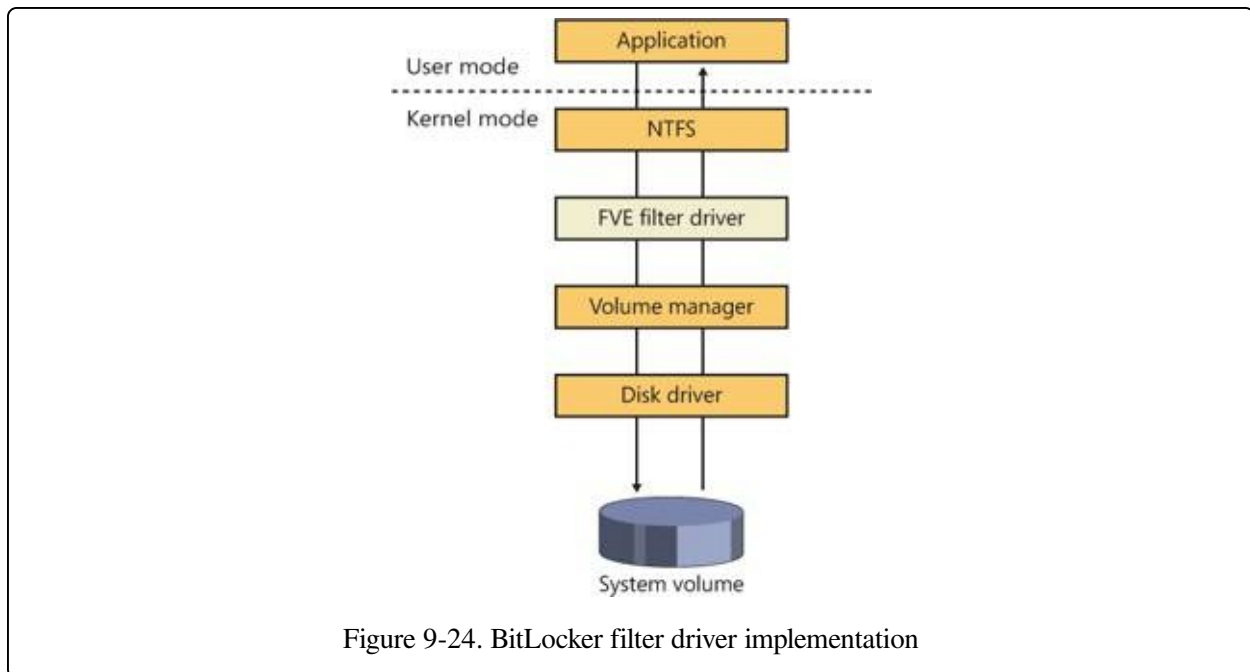 Application
User mode
Kernel mode
NTFS
FVE filter driver
Volume manager
Disk driver
System volume
Figure 9-24. BitLocker filter driver implementation